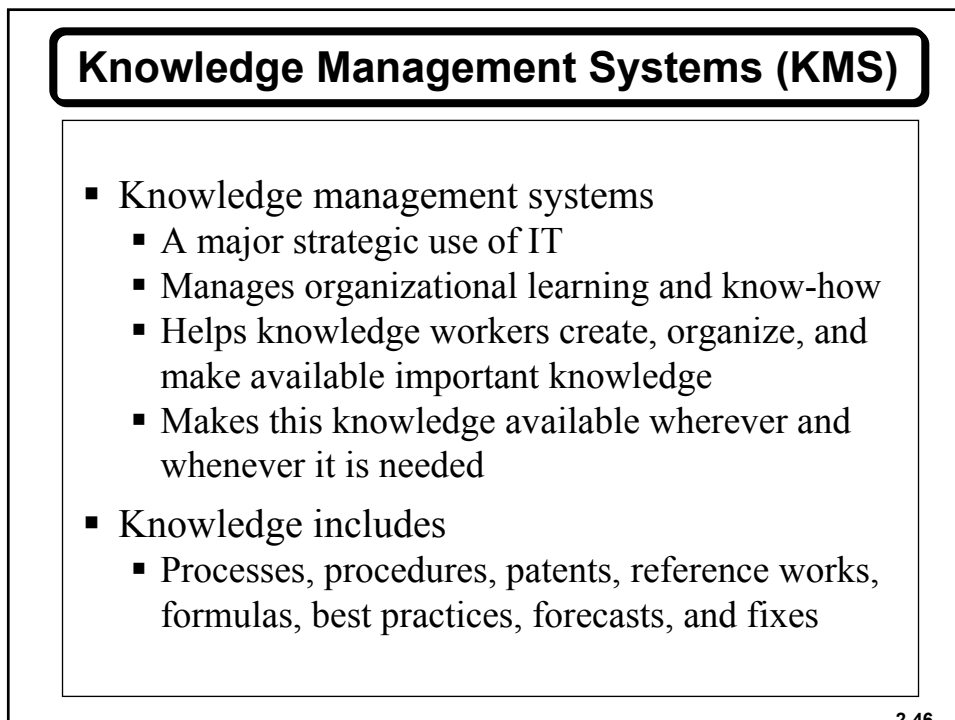 Knowledge Management Systems (KMS)
▪ Knowledge management systems
▪ A major strategic use of IT
▪ Manages organizational learning and know-how
▪ Helps knowledge workers create, organize, and
make available important knowledge
▪ Makes this knowledge available wherever and
whenever it is needed
▪ Knowledge includes
▪ Processes, procedures, patents, reference works,
formulas, best practices, forecasts, and fixes
2-46